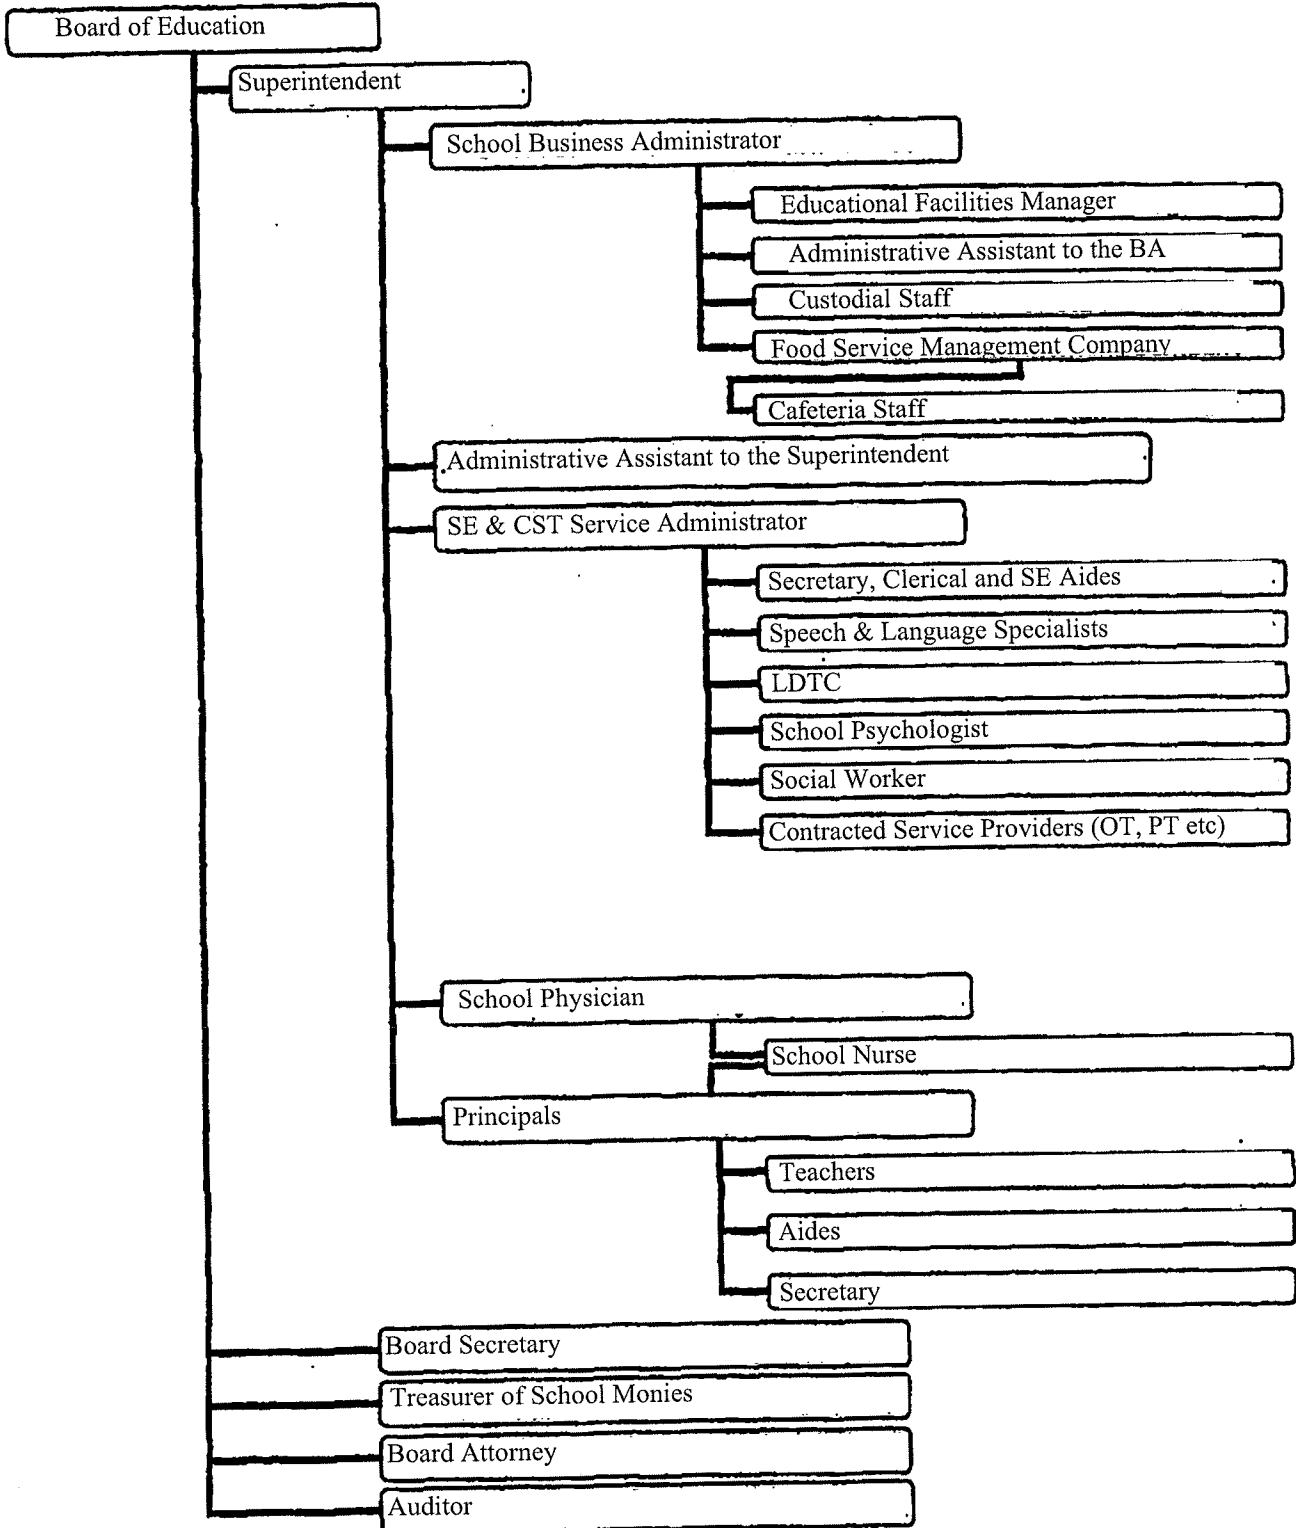 Board of Education
Superintendent
School Business Administrator
Educational Facilities Manager
Administrative Assistant to the BA
Custodial Staff
Food Service Management Company
Cafeteria Staff
Administrative Assistant to the Superintendent
SE & CST Service Administrator
Secretary, Clerical and SE Aides
Speech & Language Specialists
LDTC
School Psychologist
Social Worker
Contracted Service Providers (OT, PT etc)
School Physician
School Nurse
Principals
Teachers
Aides
Secretary
Board Secretary
Treasurer of School Monies
Board Attorney
Auditor